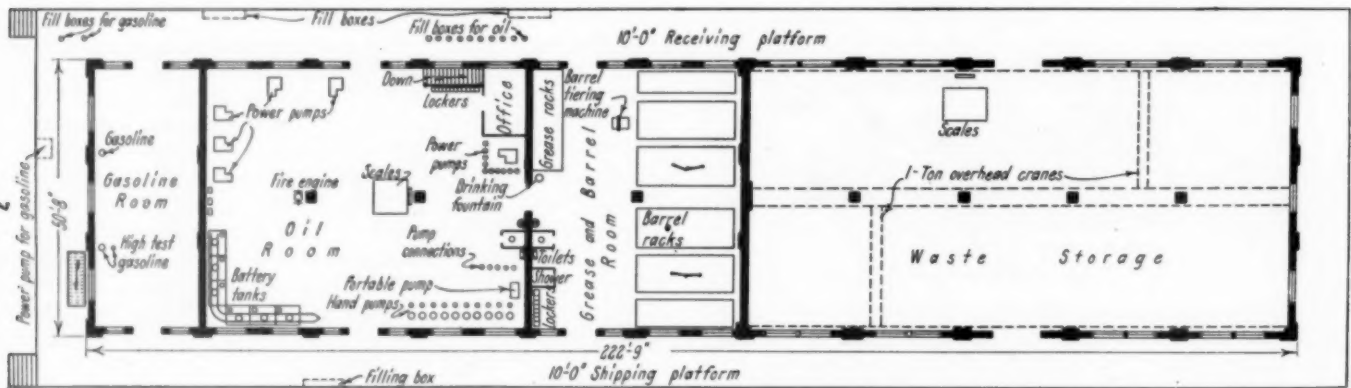 Fill boxes for gasoline
Fill boxes
Fill boxes for oil
10'-0" Receiving platform
Down
Lockers
Office
Grease racks
Barrel
tiering
machine
Power pumps
Scales
Gasoline
Gasoline
Room
Power
pumps
1-Ton overhead cranes
Fire engine
Scales
Drinking
fountain
Grease and Barrel
Room
Power pump for gasoline
50'-8"
Oil
Room
Barrel
racks
High test
gasoline
Pump
connections
Toilets
Waste Storage
Battery
tanks
Portable pump
Shower
Hand pumps
Lockers
222'-9"
Filling box
10'-0" Shipping platform